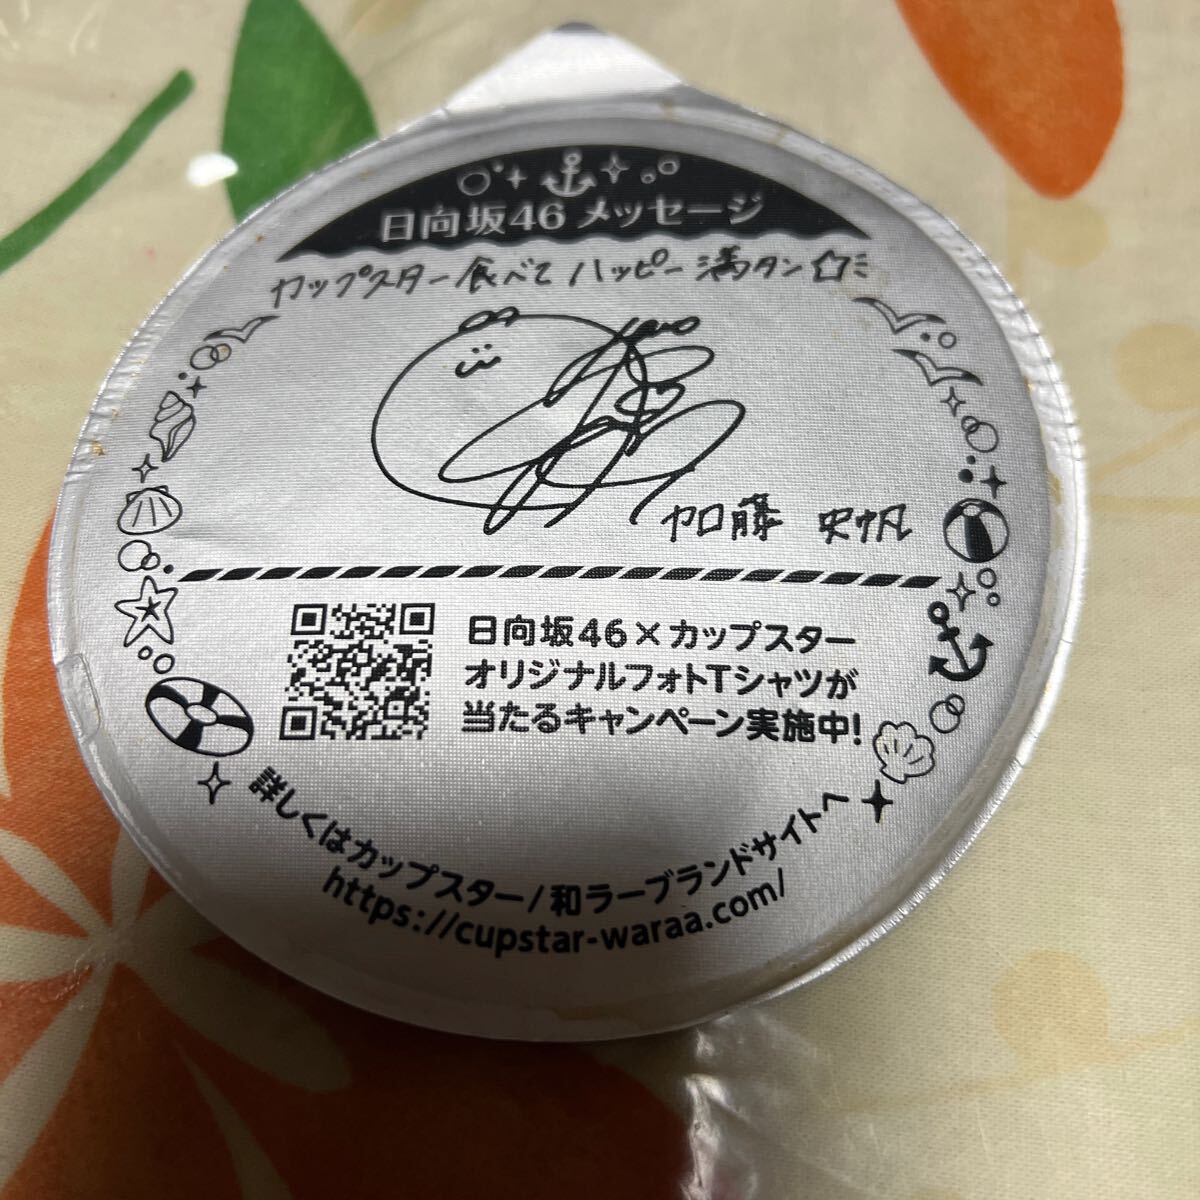 日向坂46 メッセージ
カップスター食べて ハッピー満タン
加藤 史帆
日向坂46×カップスター
オリジナルフォトTシャツが
当たるキャンペーン実施中!
詳しくはカップスター/和ラーブランドサイトへ
https://cupstar-waraa.com/